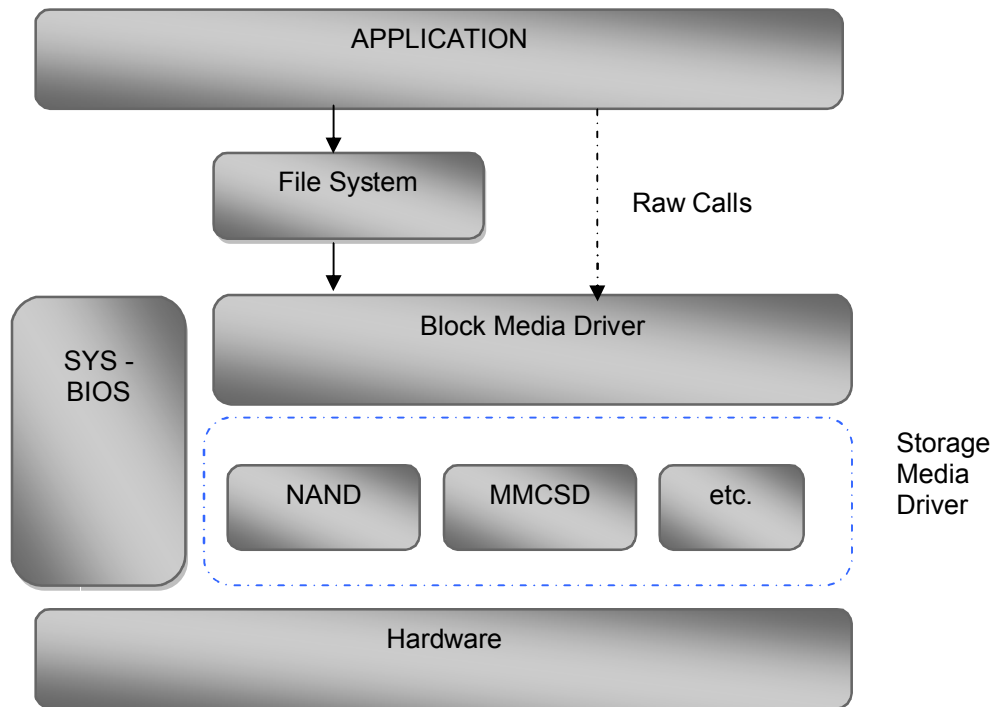 APPLICATION
File System
Raw Calls
Block Media Driver
SYS -
BIOS
Storage
Media
Driver
NAND
MMCSD
etc.
Hardware